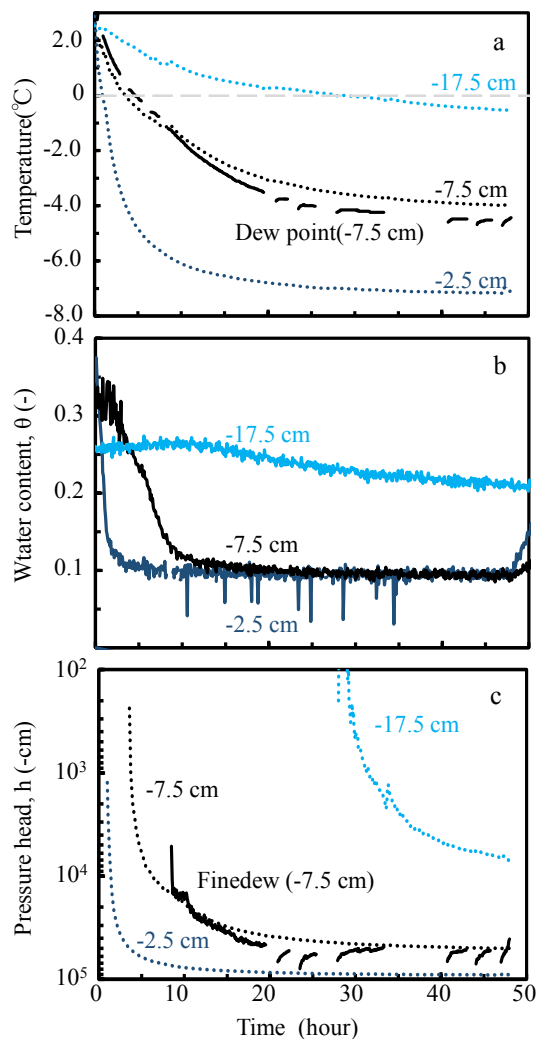 a
2.0
0
-2.0
-4.0
-6.0
-8.0
Temperature(℃)
-17.5 cm
-7.5 cm
Dew point(-7.5 cm)
-2.5 cm
b
0.4
0.3
0.2
0.1
Wtater content, θ (-)
-17.5 cm
-7.5 cm
-2.5 cm
c
10²
10³
10⁴
10⁵
Pressure head, h (-cm)
-17.5 cm
-7.5 cm
Finedew (-7.5 cm)
-2.5 cm
0 10 20 30 40 50
Time (hour)